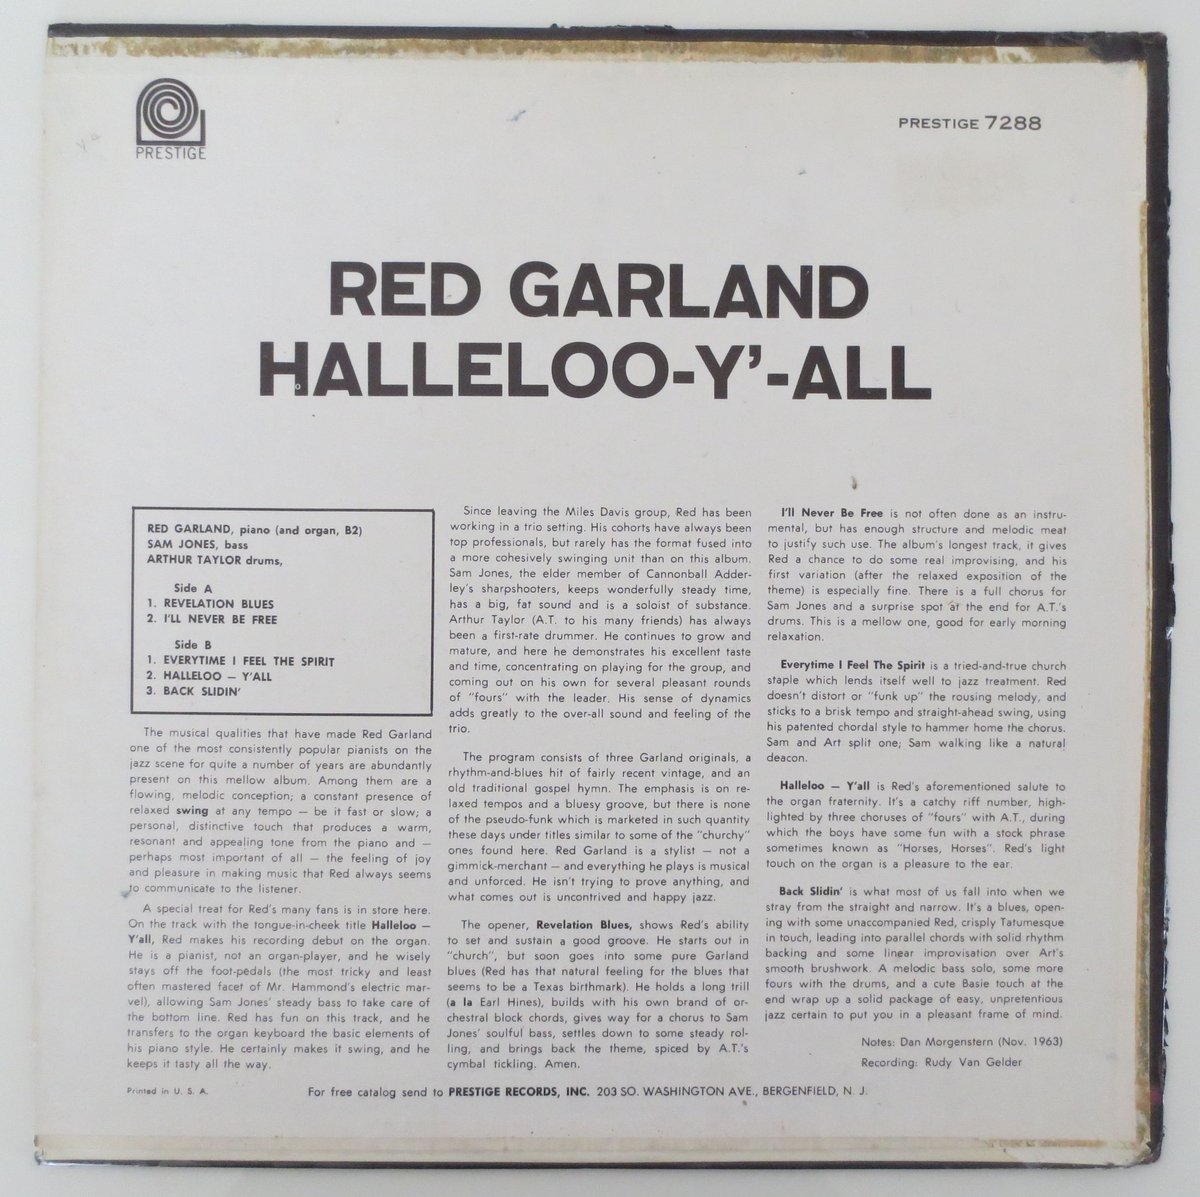 PRESTIGE
PRESTIGE 7288
RED GARLAND
HALLELOO-Y'-ALL
RED GARLAND, piano (and organ, B2)
SAM JONES, bass
ARTHUR TAYLOR drums,
Side A
1. REVELATION BLUES
2. I'LL NEVER BE FREE
Side B
1. EVERYTIME I FEEL THE SPIRIT
2. HALLELOO — Y'ALL
3. BACK SLIDIN'
The musical qualities that have made Red Garland
one of the most consistently popular pianists on the
jazz scene for quite a number of years are abundantly
present on this mellow album. Among them are a
flowing, melodic conception; a constant presence of
relaxed swing at any tempo — be it fast or slow; a
personal, distinctive touch that produces a warm,
resonant and appealing tone from the piano and —
perhaps most important of all — the feeling of joy
and pleasure in making music that Red always seems
to communicate to the listener.
A special treat for Red's many fans is in store here.
On the track with the tongue-in-cheek title Halleloo —
Y'all, Red makes his recording debut on the organ.
He is a pianist, not an organ-player, and he wisely
stays off the foot-pedals (the most tricky and least
often mastered facet of Mr. Hammond's electric mar-
vel), allowing Sam Jones' steady bass to take care of
the bottom line. Red has fun on this track, and he
transfers to the organ keyboard the basic elements of
his piano style. He certainly makes it swing, and he
keeps it tasty all the way.
Since leaving the Miles Davis group, Red has been
working in a trio setting. His cohorts have always been
top professionals, but rarely has the format fused into
a more cohesively swinging unit than on this album.
Sam Jones, the elder member of Cannonball Adder-
ley's sharpshooters, keeps wonderfully steady time,
has a big, fat sound and is a soloist of substance.
Arthur Taylor (A.T. to his many friends) has always
been a first-rate drummer. He continues to grow and
mature, and here he demonstrates his excellent taste
and time, concentrating on playing for the group, and
coming out on his own for several pleasant rounds
of "fours" with the leader. His sense of dynamics
adds greatly to the over-all sound and feeling of the
trio.
The program consists of three Garland originals, a
rhythm-and-blues hit of fairly recent vintage, and an
old traditional gospel hymn. The emphasis is on re-
laxed tempos and a bluesy groove, but there is none
of the pseudo-funk which is marketed in such quantity
these days under titles similar to some of the "churchy"
ones found here. Red Garland is a stylist — not a
gimmick-merchant — and everything he plays is musical
and unforced. He isn't trying to prove anything, and
what comes out is uncontrived and happy jazz.
The opener, Revelation Blues, shows Red's ability
to set and sustain a good groove. He starts out in
"church", but soon goes into some pure Garland
blues (Red has that natural feeling for the blues that
seems to be a Texas birthmark). He holds a long trill
(a la Earl Hines), builds with his own brand of or-
chestral block chords, gives way for a chorus to Sam
Jones' soulful bass, settles down to some steady rol-
ling, and brings back the theme, spiced by A.T.'s
cymbal tickling. Amen.
I'll Never Be Free is not often done as an instru-
mental, but has enough structure and melodic meat
to justify such use. The album's longest track, it gives
Red a chance to do some real improvising, and his
first variation (after the relaxed exposition of the
theme) is especially fine. There is a full chorus for
Sam Jones and a surprise spot at the end for A.T.'s
drums. This is a mellow one, good for early morning
relaxation.
Everytime I Feel The Spirit is a tried-and-true church
staple which lends itself well to jazz treatment. Red
doesn't distort or "funk up" the rousing melody, and
sticks to a brisk tempo and straight-ahead swing, using
his patented chordal style to hammer home the chorus.
Sam and Art split one; Sam walking like a natural
deacon.
Halleloo — Y'all is Red's aforementioned salute to
the organ fraternity. It's a catchy riff number, high-
lighted by three choruses of "fours" with A.T., during
which the boys have some fun with a stock phrase
sometimes known as "Horses, Horses". Red's light
touch on the organ is a pleasure to the ear.
Back Slidin' is what most of us fall into when we
stray from the straight and narrow. It's a blues, open-
ing with some unaccompanied Red, crisply Tatumesque
in touch, leading into parallel chords with solid rhythm
backing and some linear improvisation over Art's
smooth brushwork. A melodic bass solo, some more
fours with the drums, and a cute Basie touch at the
end wrap up a solid package of easy, unpretentious
jazz certain to put you in a pleasant frame of mind.
Notes: Dan Morgenstern (Nov. 1963)
Recording: Rudy Van Gelder
Printed in U. S. A.
For free catalog send to PRESTIGE RECORDS, INC. 203 SO. WASHINGTON AVE., BERGENFIELD, N. J.